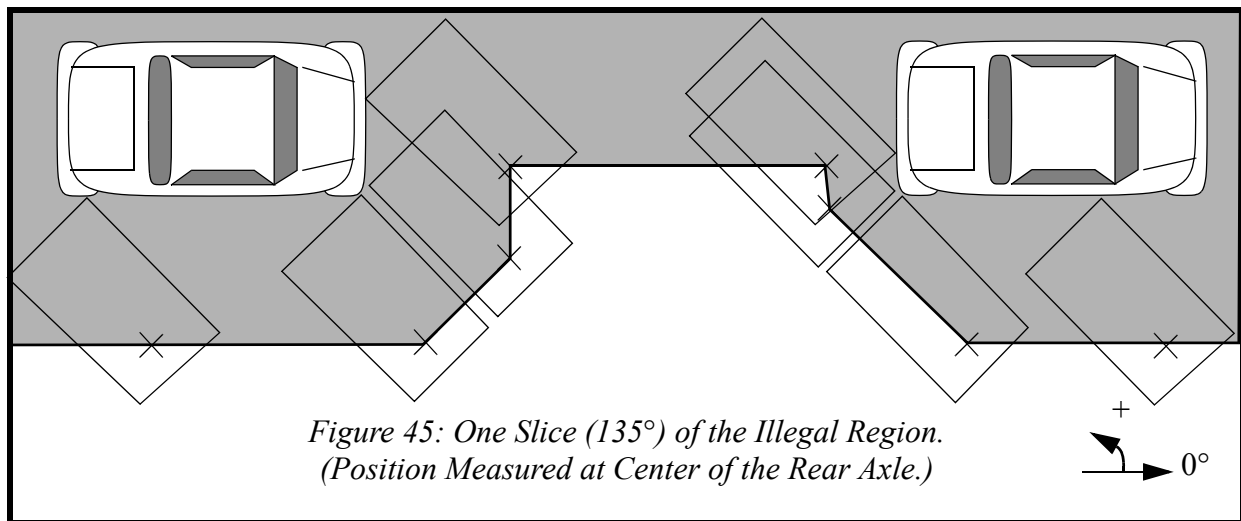 Figure 45: One Slice (135°) of the Illegal Region.
(Position Measured at Center of the Rear Axle.)
+
0°